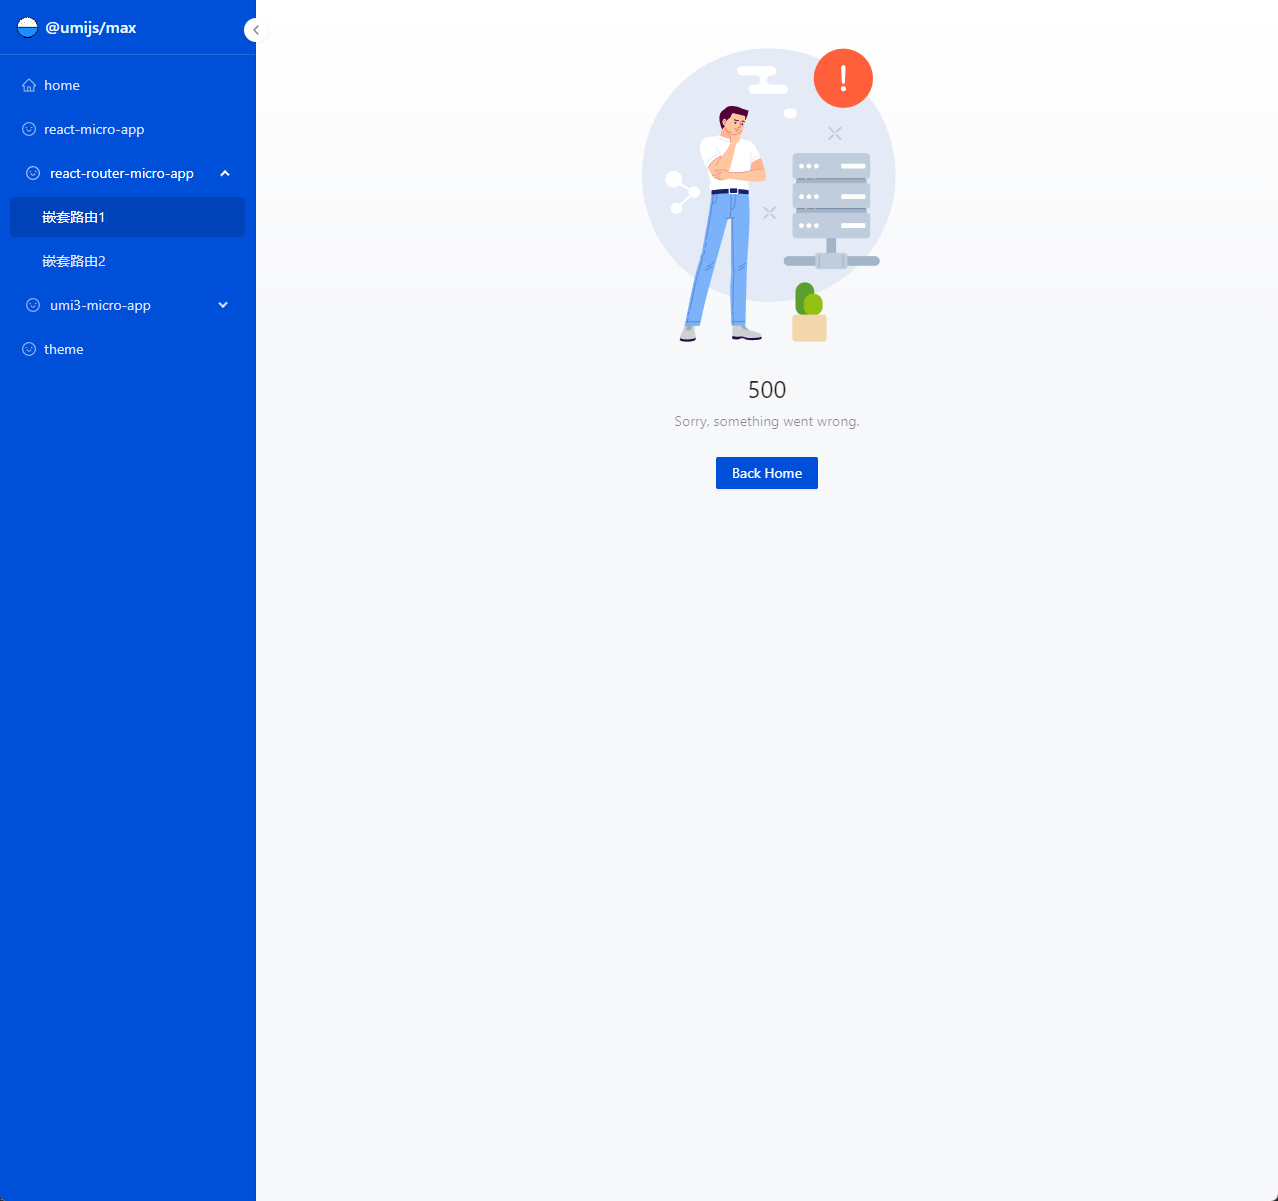 @umijs/max
home
react-micro-app
react-router-micro-app
嵌套路由1
嵌套路由2
umi3-micro-app
theme
500
Sorry, something went wrong.
Back Home